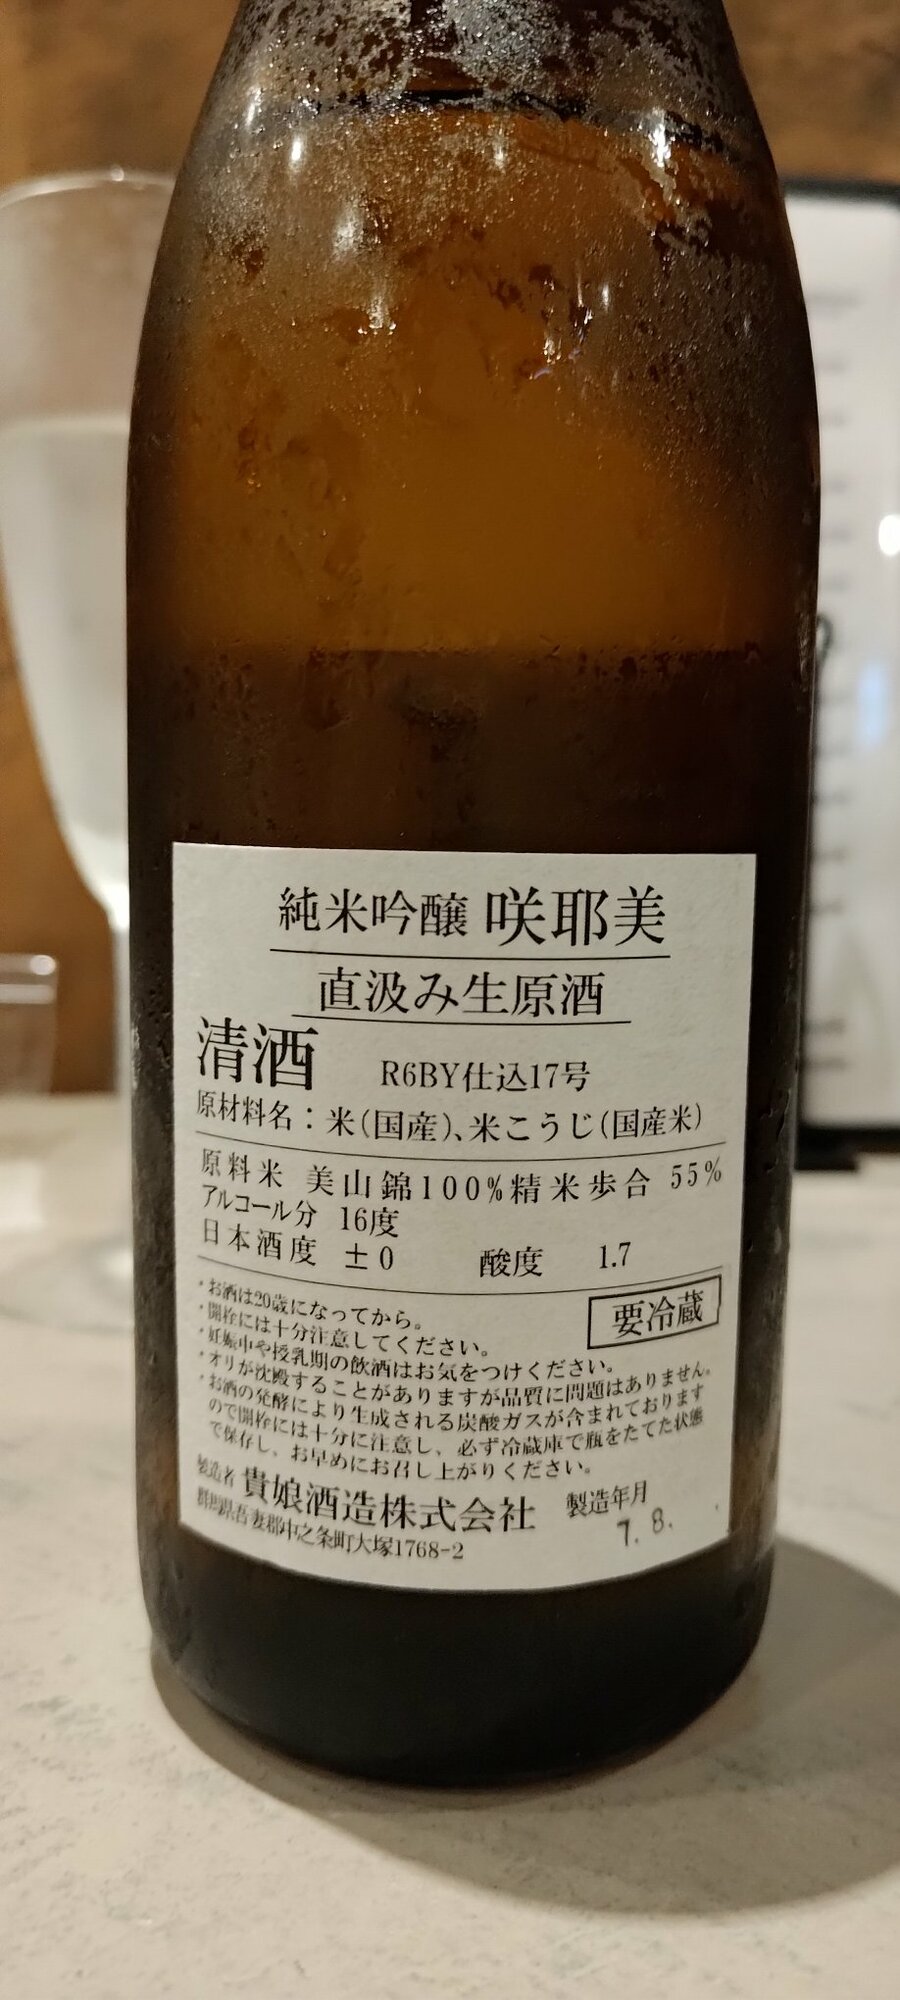 純米吟醸 咲耶美
直汲み生原酒
清酒 R6BY仕込17号
原材料名：米(国産)、米こうじ(国産米)
原料米 美山錦100%精米歩合 55%
アルコール分 16度
日本酒度 ±0 酸度 1.7
・お酒は20歳になってから。
・開栓には十分注意してください。
要冷蔵
・妊娠中や授乳期の飲酒はお気をつけください。
・オリが沈殿することがありますが品質に問題はありません。
・お酒の発酵により生成される炭酸ガスが含まれております
ので開栓には十分に注意し、必ず冷蔵庫で瓶をたてた状態
で保存し、お早めにお召し上がりください。
製造者 貴娘酒造株式会社 製造年月
群馬県吾妻郡中之条町大塚1768-2 7.8.